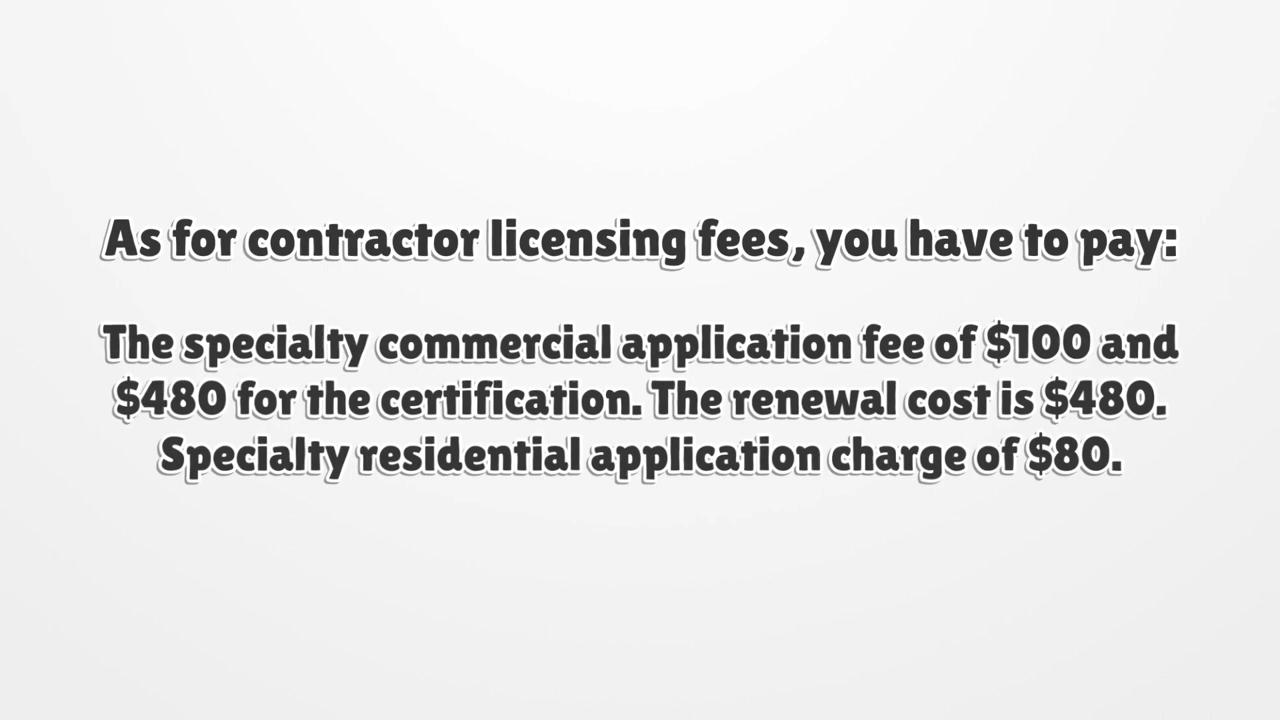 As for contractor licensing fees, you have to pay:
The specialty commercial application fee of $100 and
$480 for the certification. The renewal cost is $480.
Specialty residential application charge of $80.